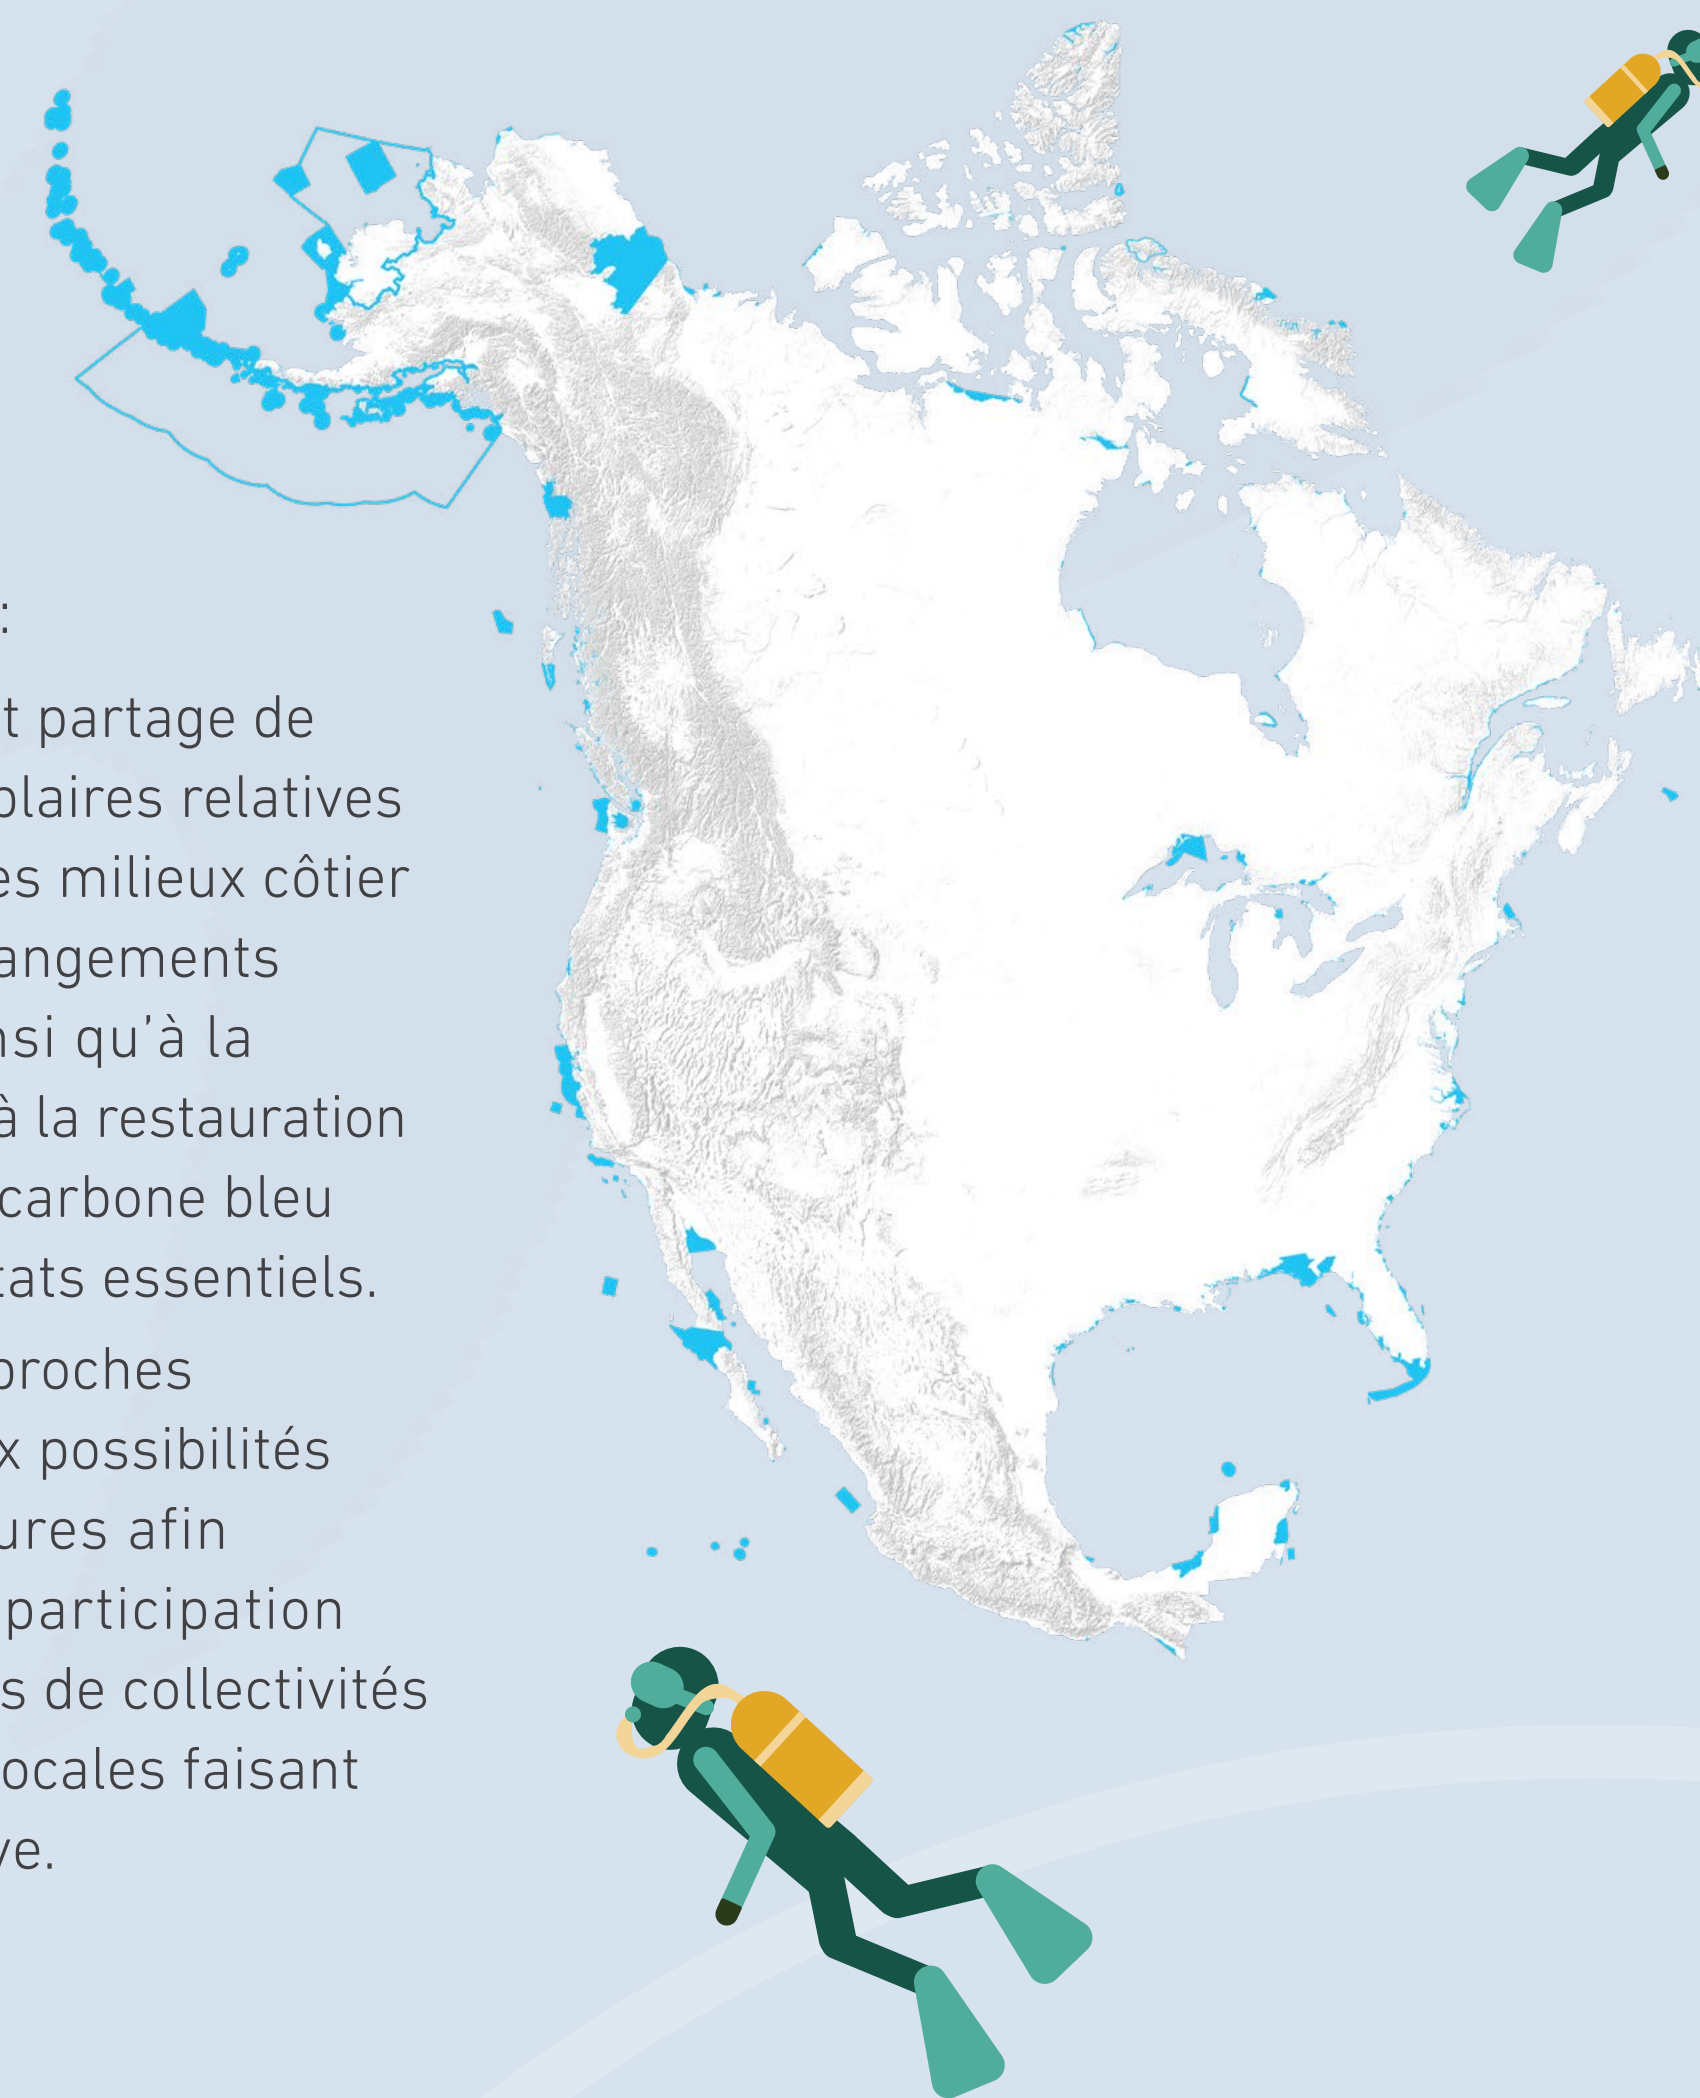 :
t partage de
plaires relatives
es milieux côtier
angements
nsi qu’à la
à la restauration
carbone bleu
tats essentiels.
proches
x possibilités
ures afin
participation
s de collectivités
ocales faisant
ve.